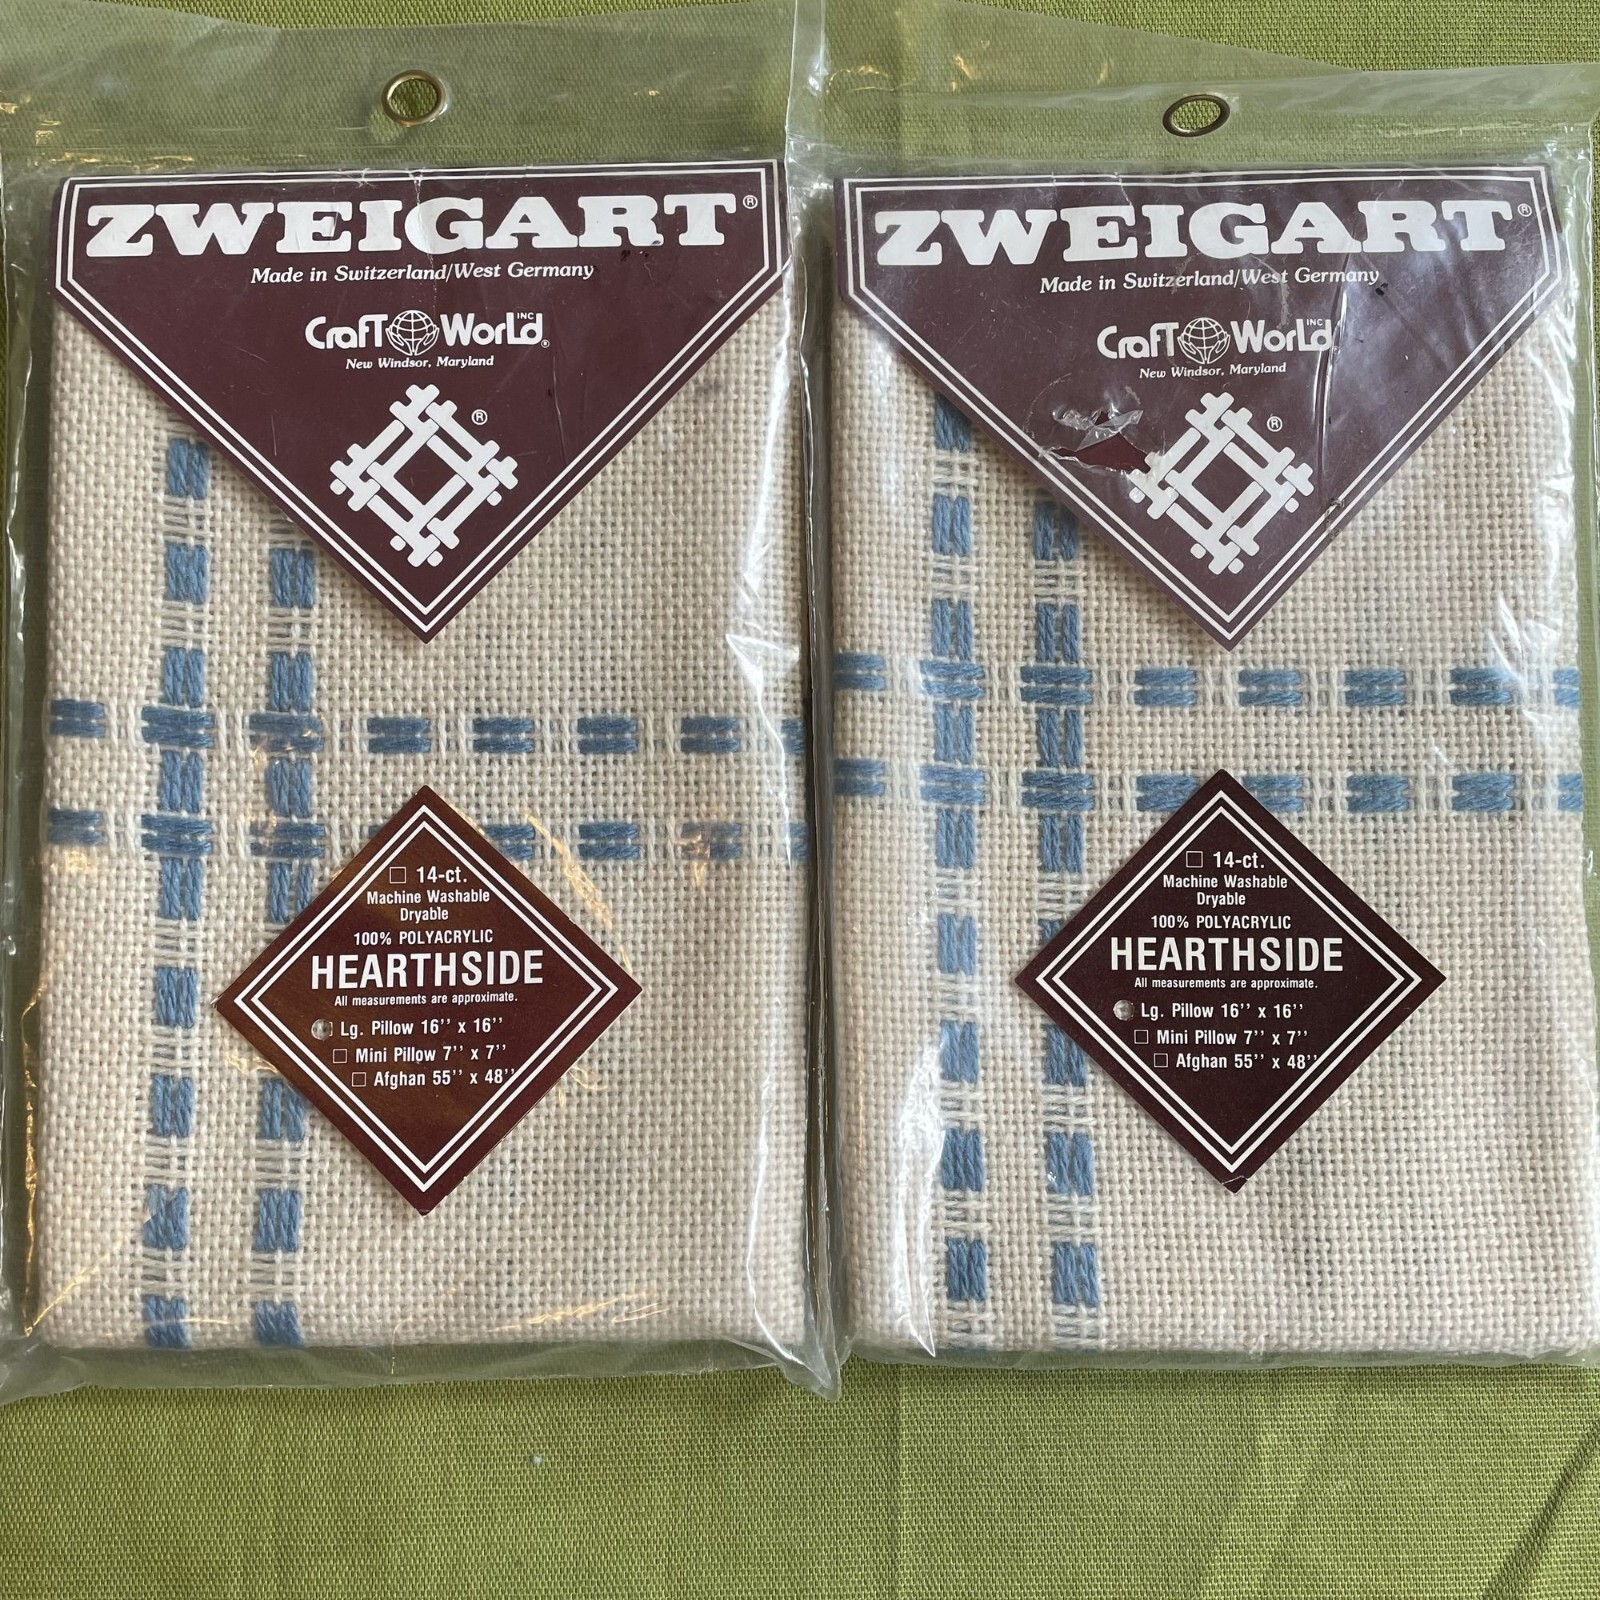 ZWEIGART®
Made in Switzerland/West Germany
CrafT WorLd INC ®
New Windsor, Maryland
®
14-ct.
Machine Washable
Dryable
100% POLYACRYLIC
HEARTHSIDE
All measurements are approximate.
Lg. Pillow 16'' x 16''
Mini Pillow 7'' x 7''
Afghan 55'' x 48''
ZWEIGART®
Made in Switzerland/West Germany
CrafT WorLd INC
New Windsor, Maryland
®
14-ct.
Machine Washable
Dryable
100% POLYACRYLIC
HEARTHSIDE
All measurements are approximate.
Lg. Pillow 16'' x 16''
Mini Pillow 7'' x 7''
Afghan 55'' x 48''